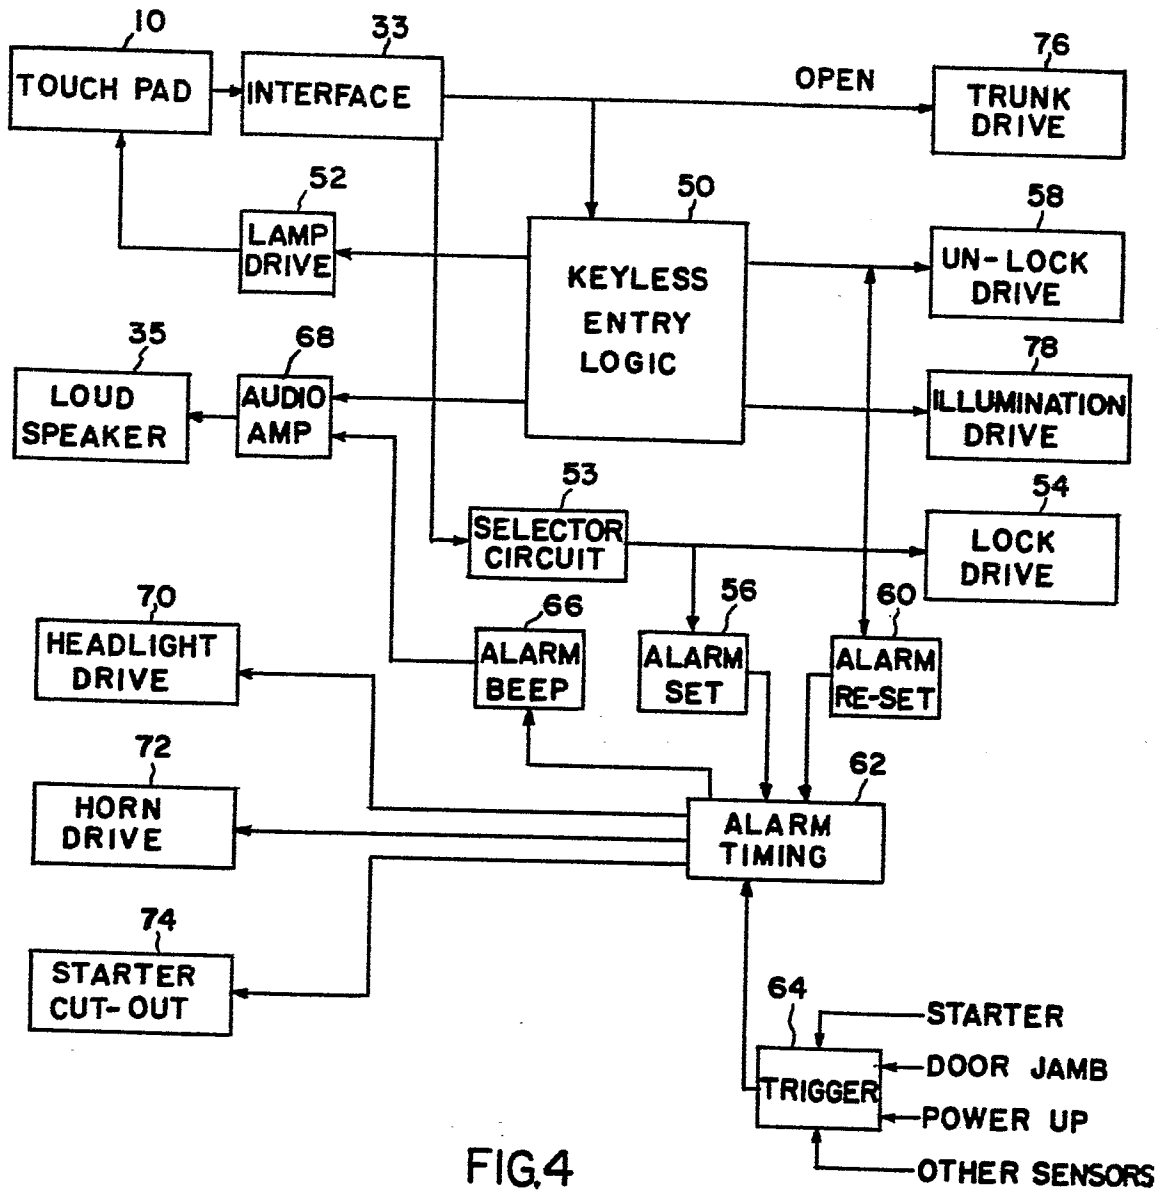 10
TOUCH PAD
33
INTERFACE
OPEN
76
TRUNK
DRIVE
52
LAMP
DRIVE
50
KEYLESS
ENTRY
LOGIC
58
UN-LOCK
DRIVE
35
LOUD
SPEAKER
68
AUDIO
AMP
78
ILLUMINATION
DRIVE
53
SELECTOR
CIRCUIT
54
LOCK
DRIVE
70
HEADLIGHT
DRIVE
66
ALARM
BEEP
56
ALARM
SET
60
ALARM
RE-SET
72
HORN
DRIVE
62
ALARM
TIMING
74
STARTER
CUT-OUT
64
TRIGGER
STARTER
DOOR JAMB
POWER UP
OTHER SENSORS
FIG.4